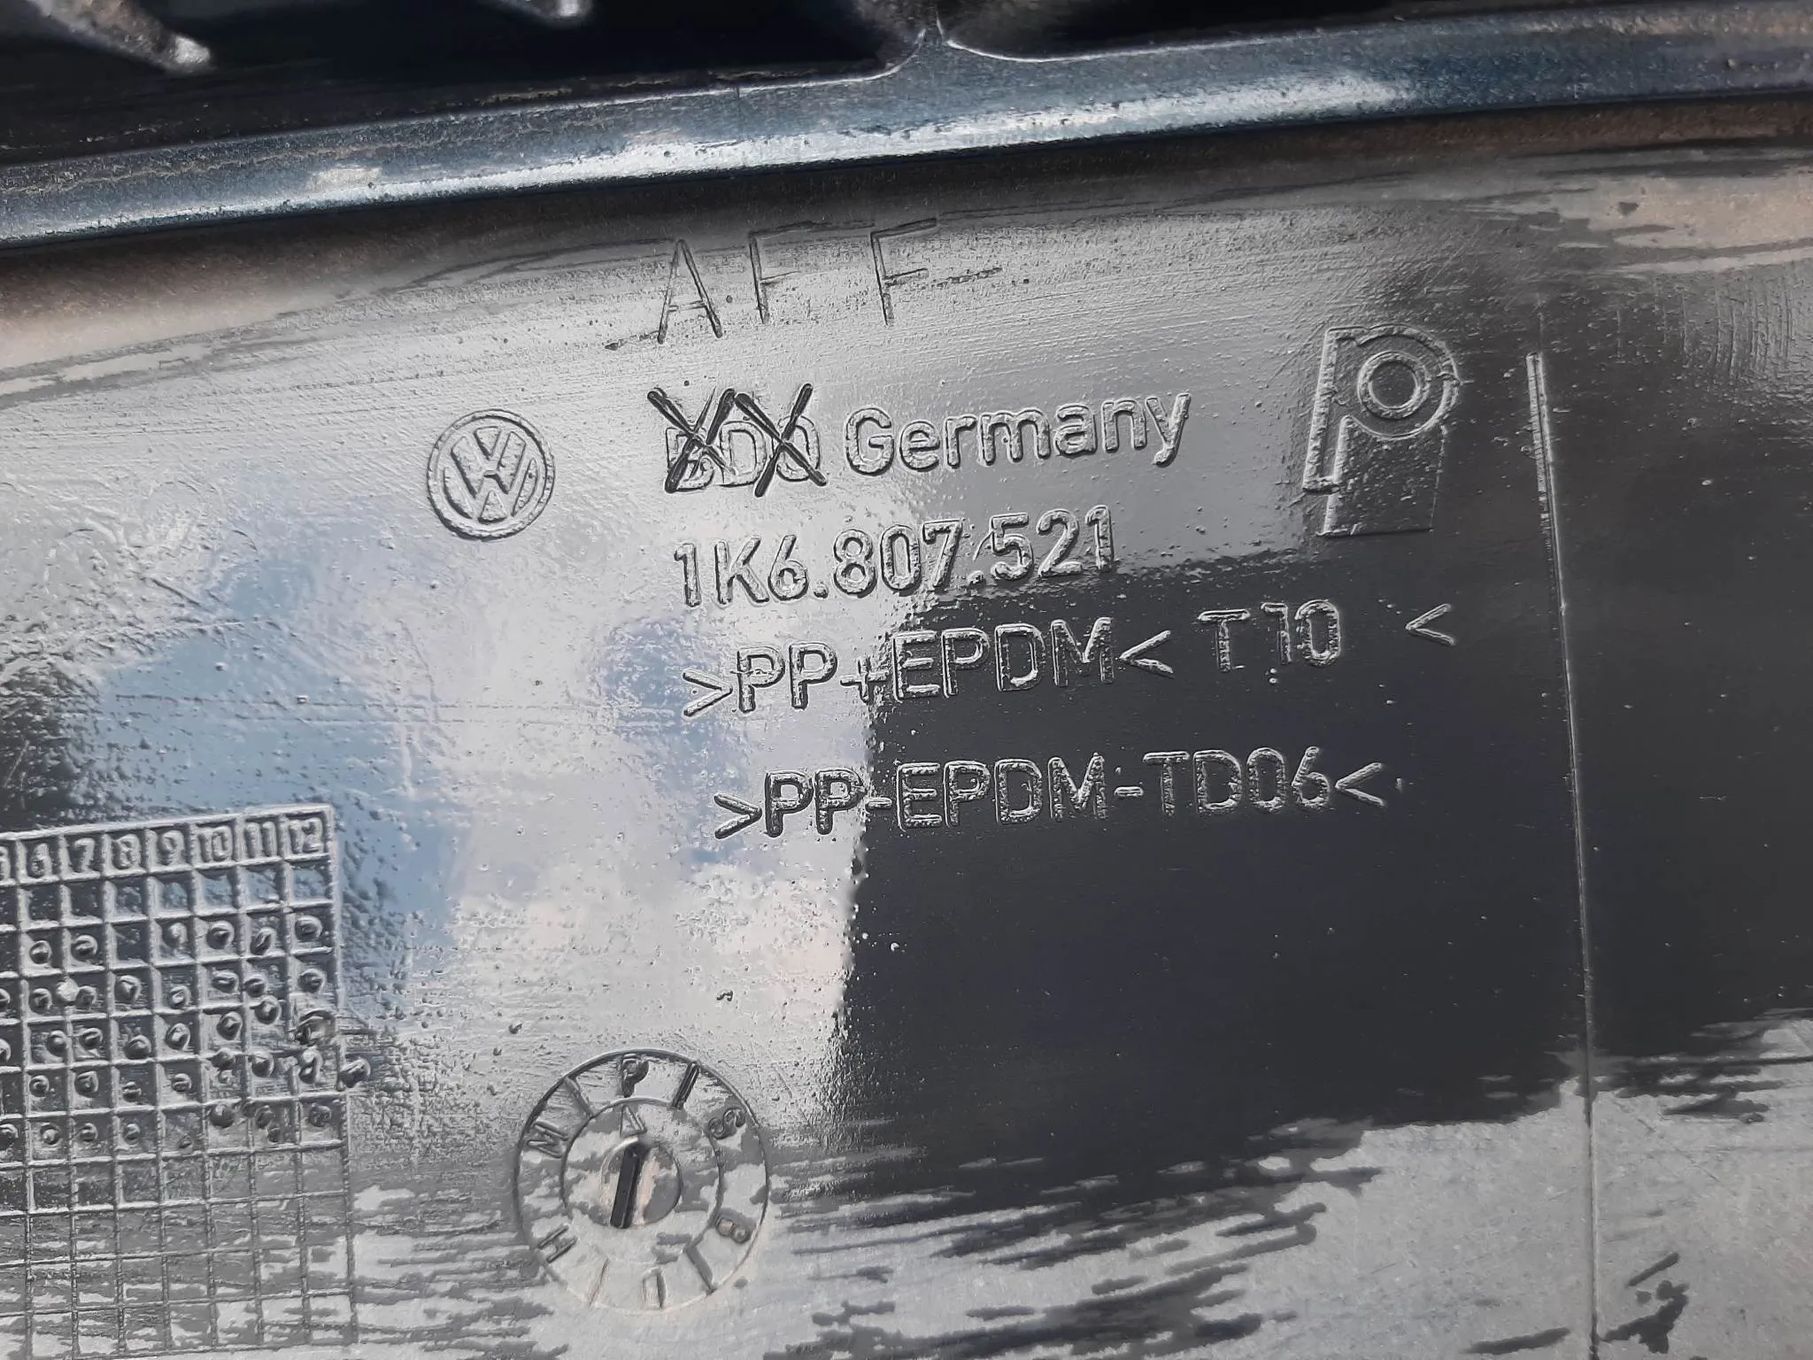 AFF
Germany
1K6.807.521
>PP+EPDM< T10 <
>PP-EPDM-TD06<
6 7 8 9 10 11 12